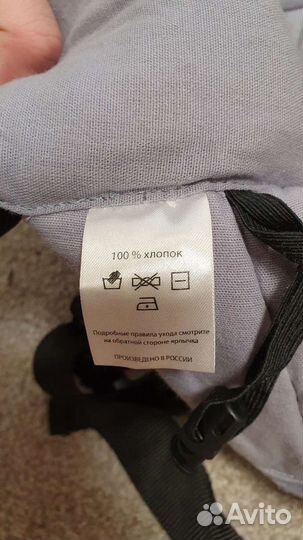 100 % хлопок
Подробные правила ухода смотрите
на обратной стороне ярлычка
ПРОИЗВЕДЕНО В РОССИИ
Avito